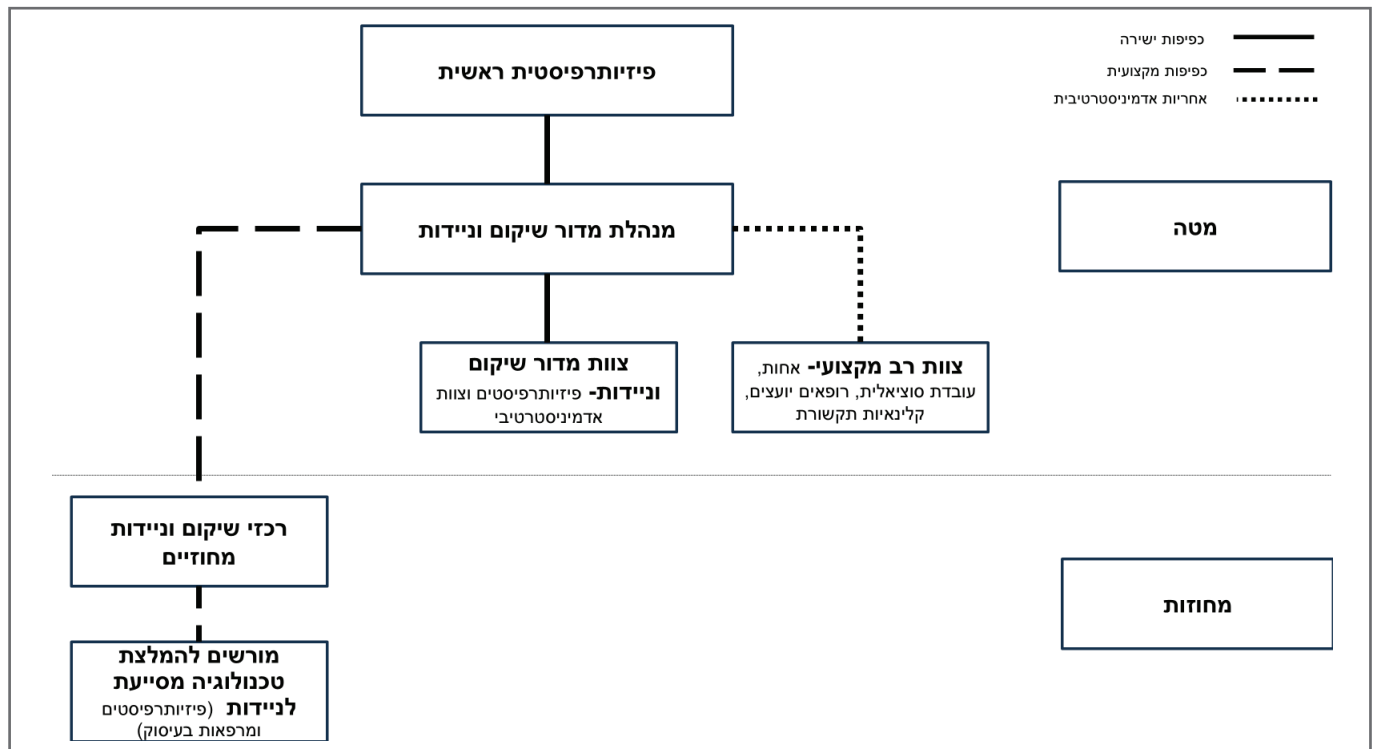 כפיפות ישירה
כפיפות מקצועית
אחריות אדמיניסטרטיבית
פיזיותרפיסטית ראשית
מטה
מנהלת מדור שיקום וניידות
צוות רב מקצועי- אחות,
עובדת סוציאלית, רופאים יועצים,
קלינאיות תקשורת
צוות מדור שיקום
וניידות- פיזיותרפיסטים וצוות
אדמיניסטרטיבי
מחוזות
רכזי שיקום וניידות
מחוזיים
מורשים להמלצת
טכנולוגיה מסייעת
לניידות (פיזיותרפיסטים
ומרפאות בעיסוק)